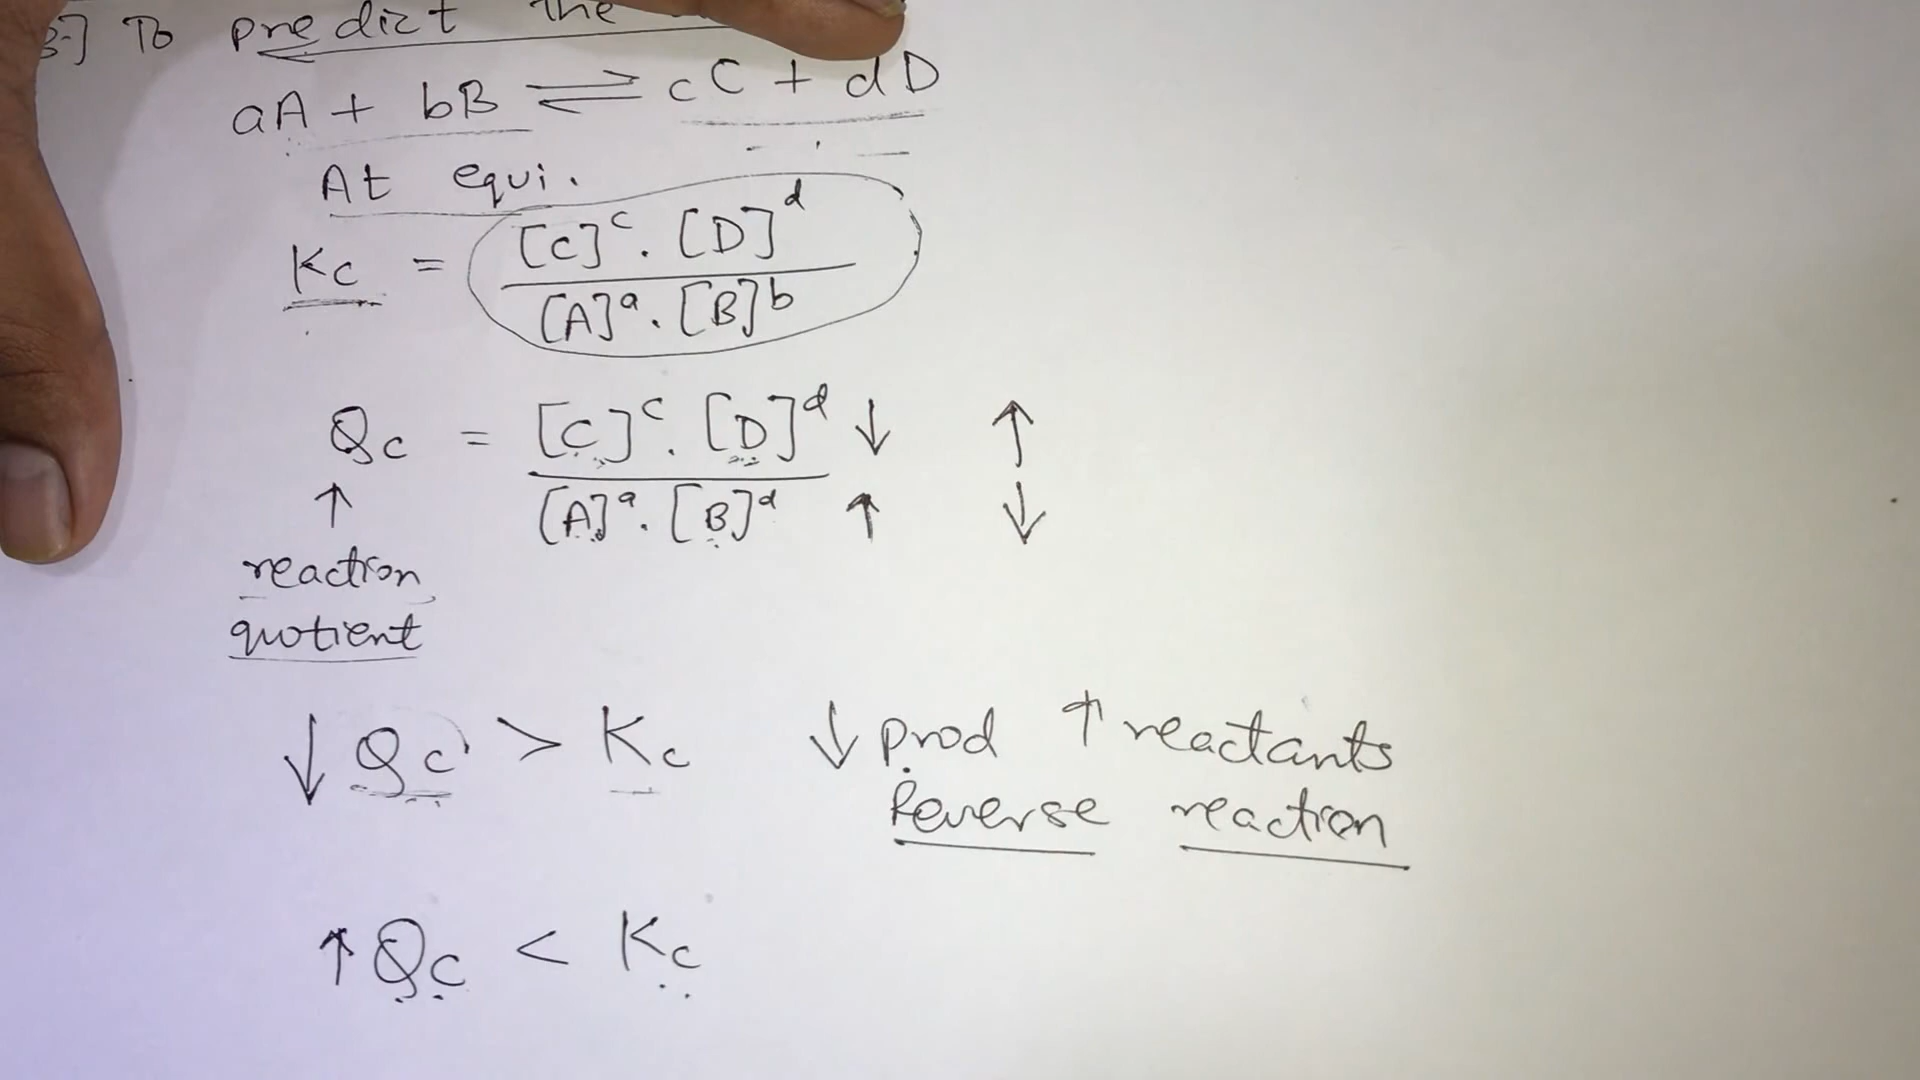 3-] To predict the
aA + bB ⇌ cC + dD
At equi.
Kc = [C]^c . [D]^d / [A]^a . [B]^b
Qc = [C]^c . [D]^d ↓ ↑ / [A]^a . [B]^d ↑ ↓
↑
reaction
quotient
↓ Qc > Kc ↓ Prod ↑ reactants
Reverse reaction
↑ Qc < Kc